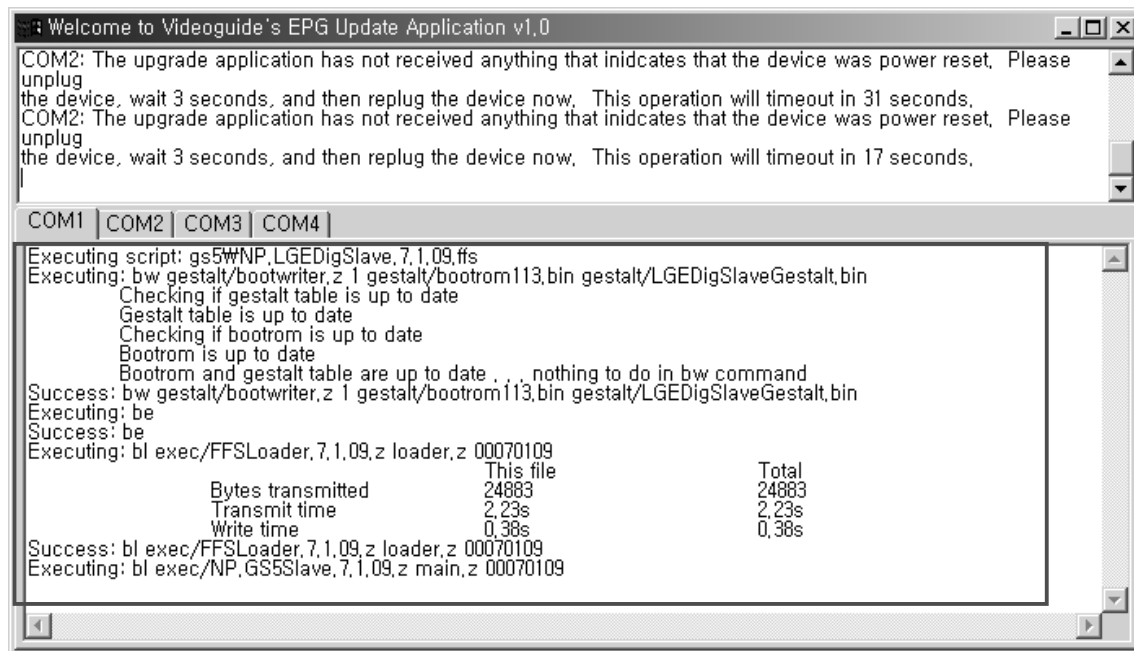 Welcome to Videoguide's EPG Update Application v1,0
COM2: The upgrade application has not received anything that inidcates that the device was power reset, Please
unplug
the device, wait 3 seconds, and then replug the device now, This operation will timeout in 31 seconds,
COM2: The upgrade application has not received anything that inidcates that the device was power reset, Please
unplug
the device, wait 3 seconds, and then replug the device now, This operation will timeout in 17 seconds,
COM1 COM2 COM3 COM4
Executing script: gs5₩NP,LGEDigSlave,7,1,09,ffs
Executing: bw gestalt/bootwriter,z 1 gestalt/bootrom113,bin gestalt/LGEDigSlaveGestalt,bin
Checking if gestalt table is up to date
Gestalt table is up to date
Checking if bootrom is up to date
Bootrom is up to date
Bootrom and gestalt table are up to date , , , nothing to do in bw command
Success: bw gestalt/bootwriter,z 1 gestalt/bootrom113,bin gestalt/LGEDigSlaveGestalt,bin
Executing: be
Success: be
Executing: bl exec/FFSLoader,7,1,09,z loader,z 00070109
This file Total
Bytes transmitted 24883 24883
Transmit time 2,23s 2,23s
Write time 0,38s 0,38s
Success: bl exec/FFSLoader,7,1,09,z loader,z 00070109
Executing: bl exec/NP,GS5Slave,7,1,09,z main,z 00070109